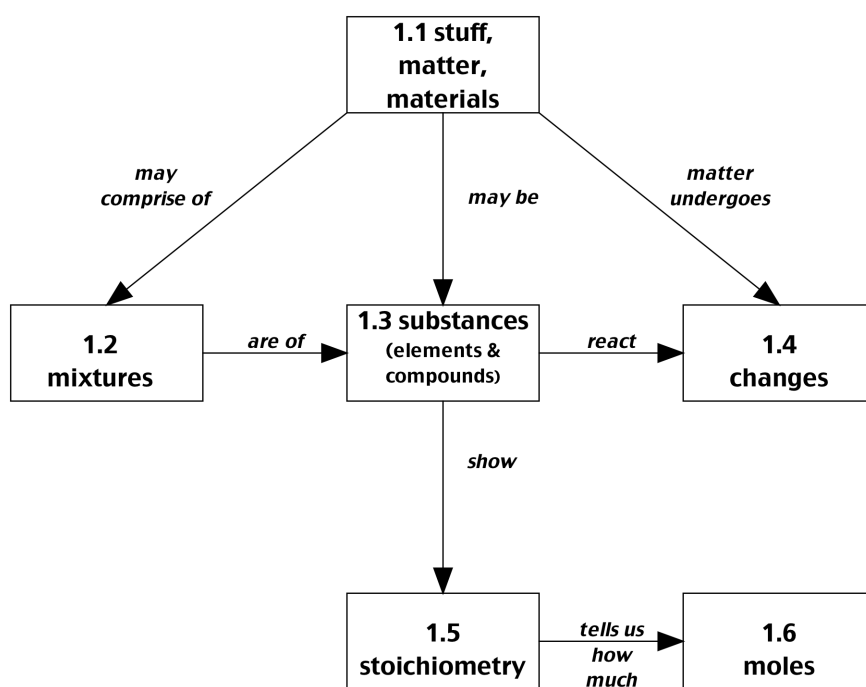 1.1 stuff,
matter,
materials
may
comprise of
may be
matter
undergoes
1.2
mixtures
are of
1.3 substances
(elements &
compounds)
react
1.4
changes
show
1.5
stoichiometry
tells us
how
much
1.6
moles